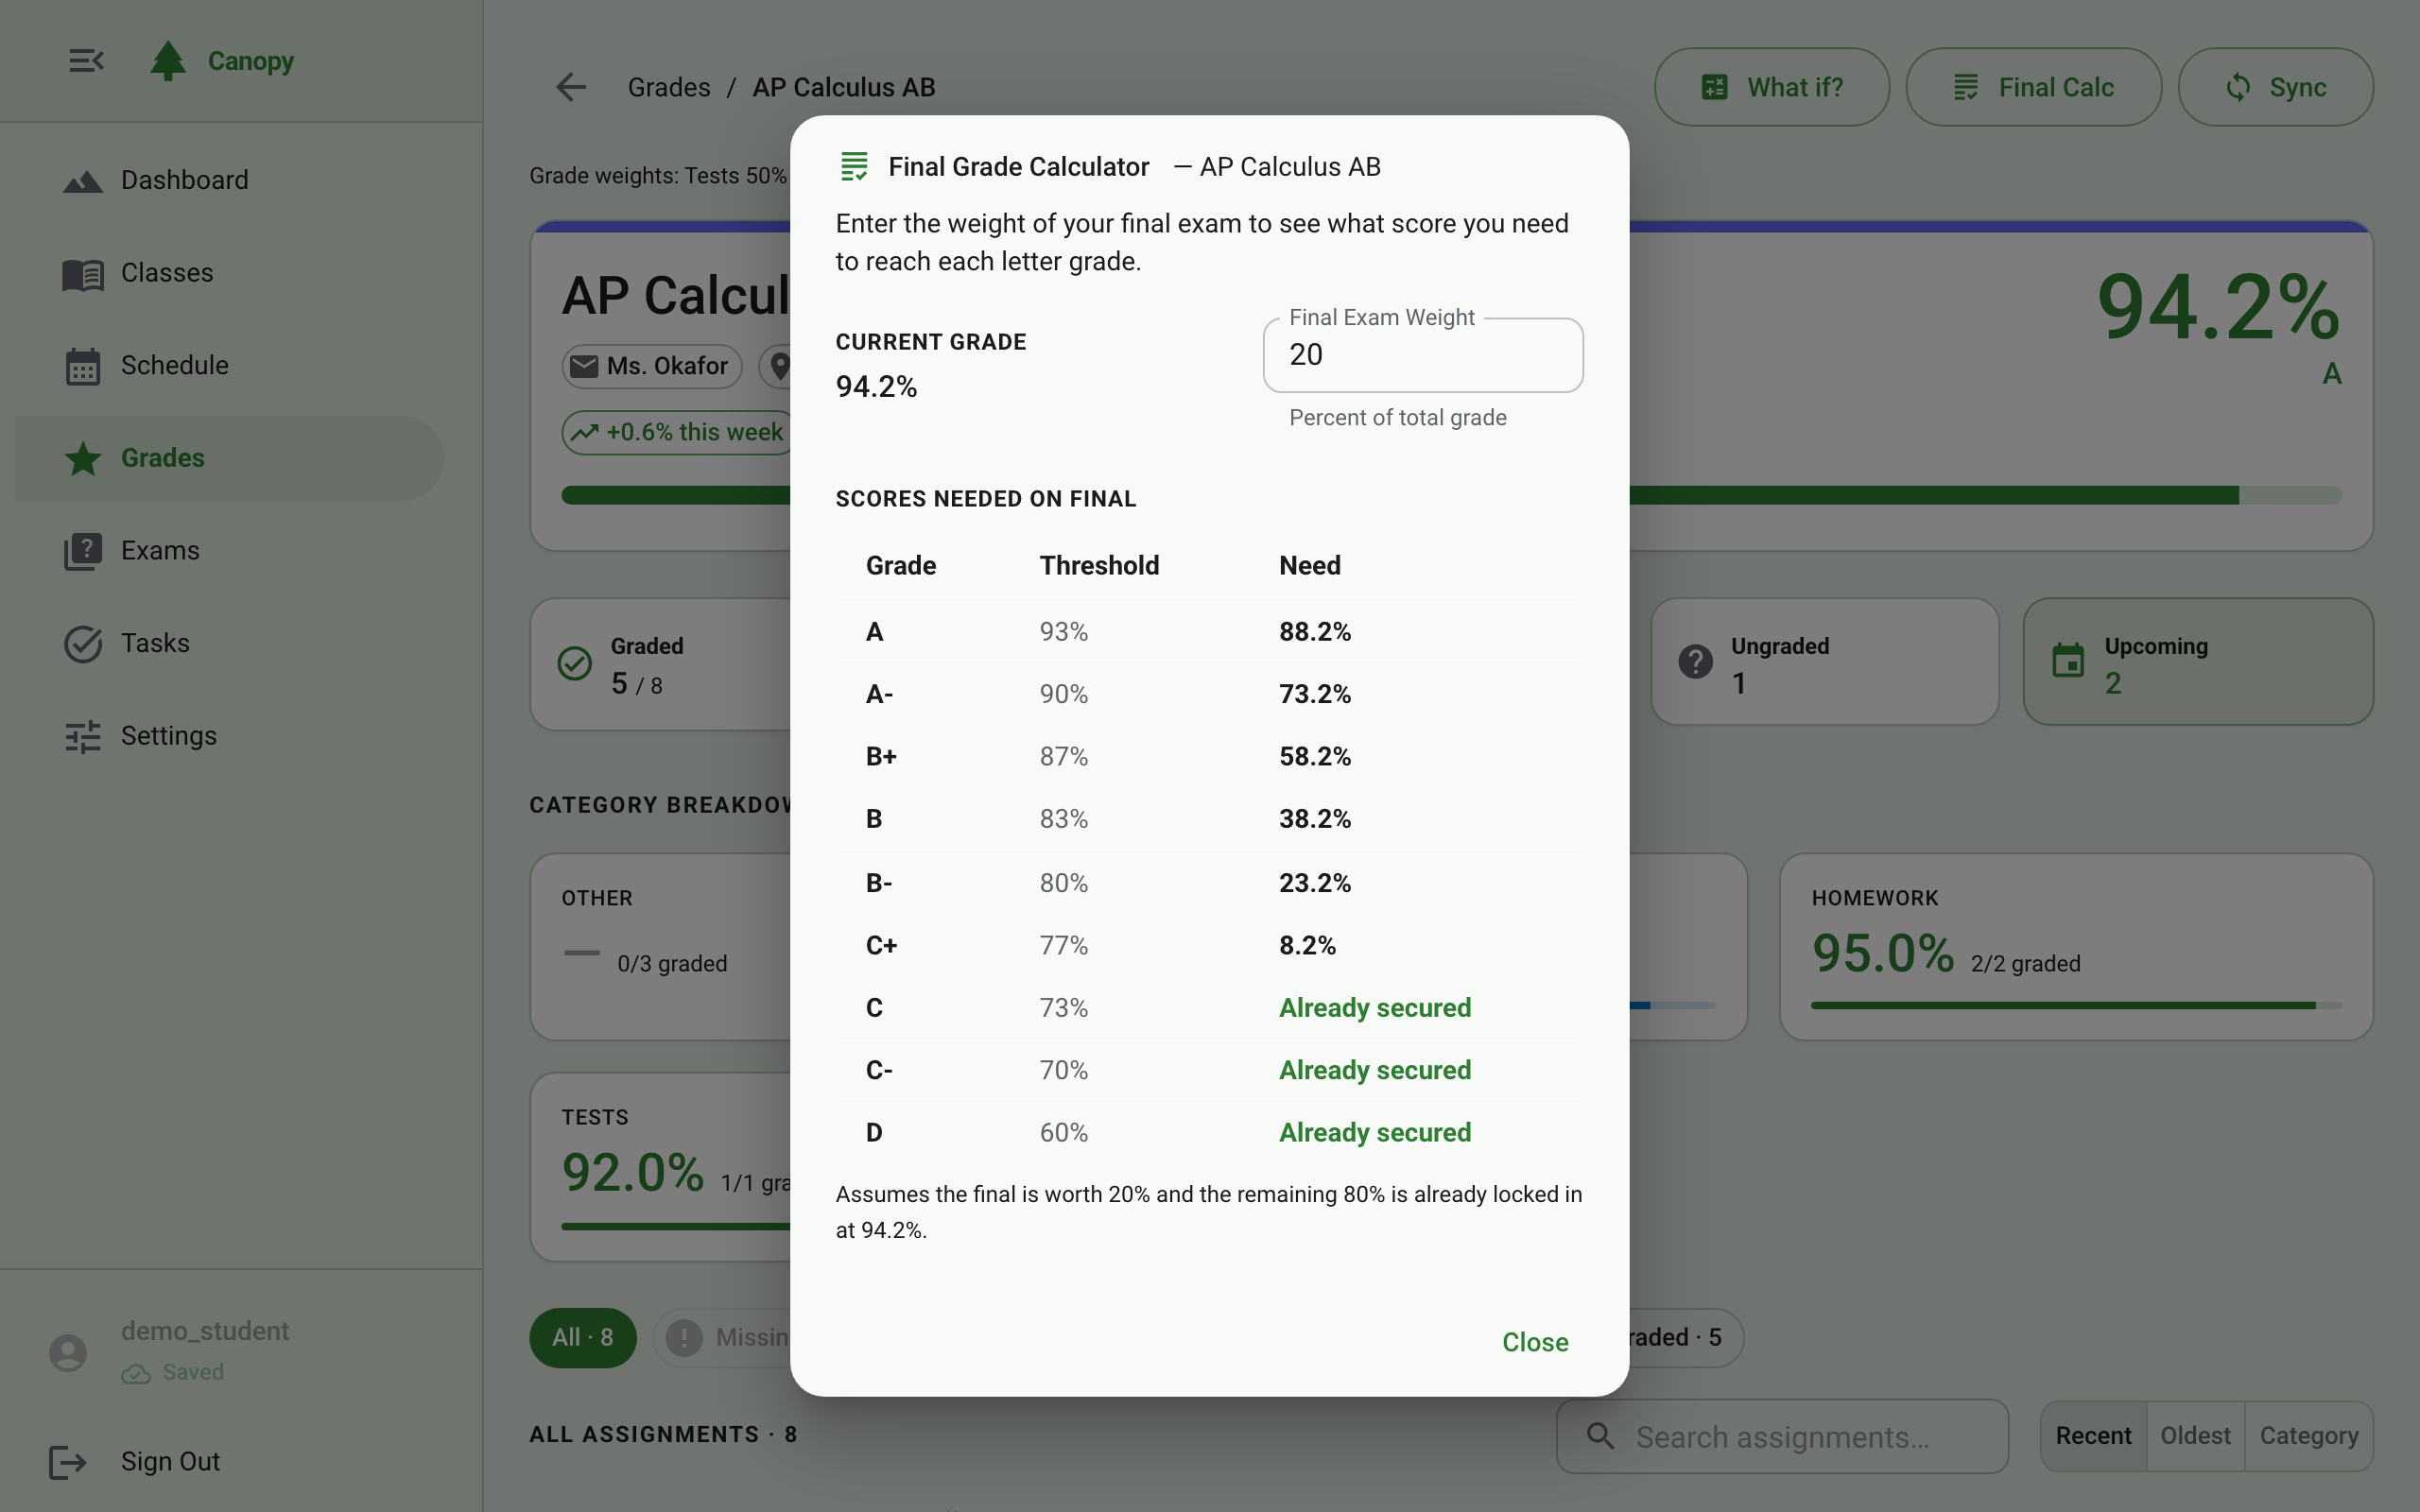 Canopy
Dashboard
Classes
Schedule
Grades
Exams
Tasks
Settings
demo_student
Saved
Sign Out
Grades / AP Calculus AB
What if?
Final Calc
Sync
Grade weights: Tests 50%
AP Calcul
Ms. Okafor
+0.6% this week
94.2%
A
Graded
5 / 8
Ungraded
1
Upcoming
2
CATEGORY BREAKDOW
OTHER
0/3 graded
HOMEWORK
95.0% 2/2 graded
TESTS
92.0% 1/1 gra
All · 8
Missin
raded · 5
ALL ASSIGNMENTS · 8
Search assignments...
Recent
Oldest
Category
Final Grade Calculator — AP Calculus AB
Enter the weight of your final exam to see what score you need
to reach each letter grade.
CURRENT GRADE
94.2%
Final Exam Weight
20
Percent of total grade
SCORES NEEDED ON FINAL
Grade Threshold Need
A 93% 88.2%
A- 90% 73.2%
B+ 87% 58.2%
B 83% 38.2%
B- 80% 23.2%
C+ 77% 8.2%
C 73% Already secured
C- 70% Already secured
D 60% Already secured
Assumes the final is worth 20% and the remaining 80% is already locked in
at 94.2%.
Close